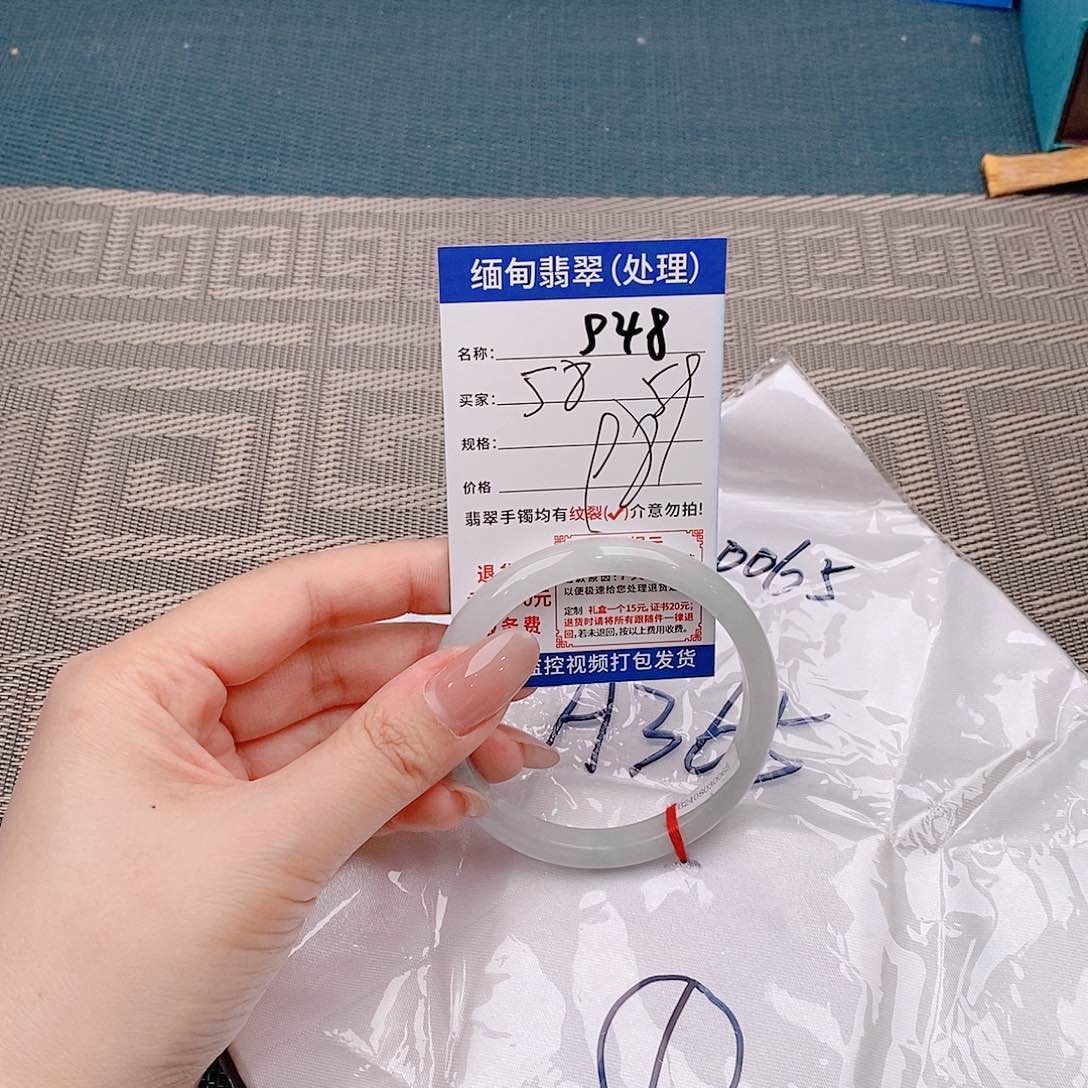 缅甸翡翠(处理)
名称: 948
买家: 58 58
规格:
价格
翡翠手镯均有纹裂(✓)介意勿拍!
以便极速给您处理退货
定制 礼盒一个15元, 证书20元;
退货时请将所有跟随件一律退
回,若未退回,按以上费用收费。
监控视频打包发货
0065
H365